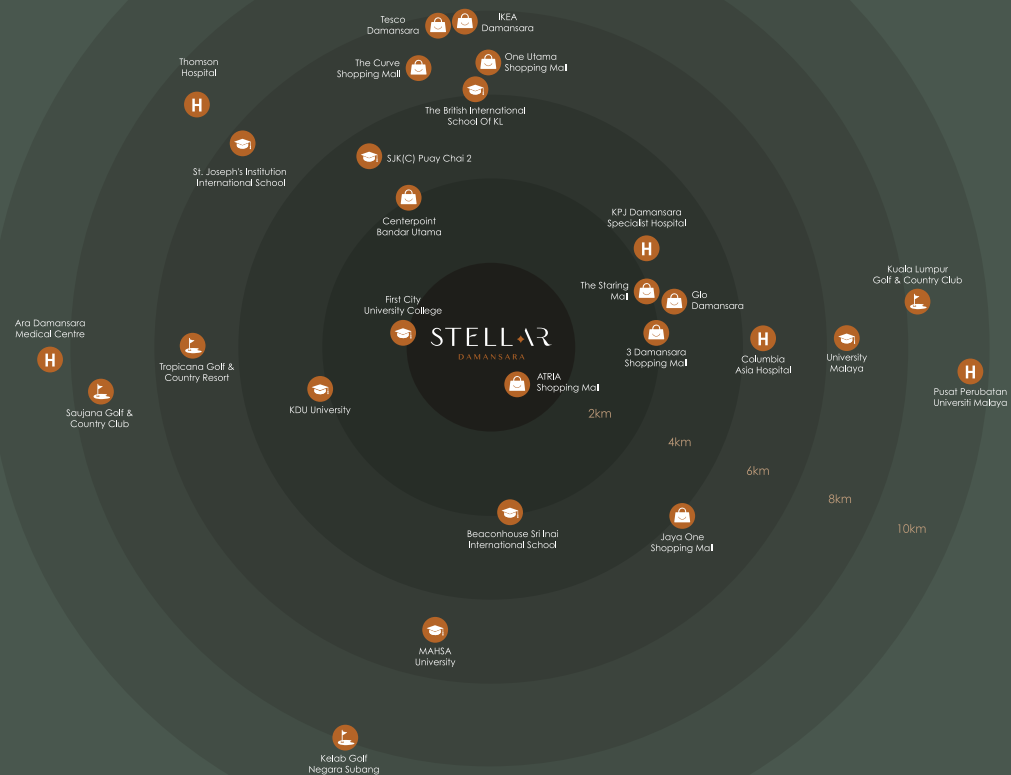 Tesco
Damansara
IKEA
Damansara
The Curve
Shopping Mall
One Utama
Shopping Mall
Thomson
Hospital
H
The British International
School Of KL
SJK(C) Puay Chai 2
St. Joseph's Institution
International School
Centerpoint
Bandar Utama
KPJ Damansara
Specialist Hospital
H
Kuala Lumpur
Golf & Country Club
The Staring
Mall
Glo
Damansara
First City
University College
STELLAR
DAMANSARA
Ara Damansara
Medical Centre
H
Tropicana Golf &
Country Resort
3 Damansara
Shopping Mall
H
Columbia
Asia Hospital
University
Malaya
H
Pusat Perubatan
Universiti Malaya
ATRIA
Shopping Mall
Saujana Golf &
Country Club
KDU University
2km
4km
6km
8km
10km
Beaconhouse Sri Inai
International School
Jaya One
Shopping Mall
MAHSA
University
Kelab Golf
Negara Subang